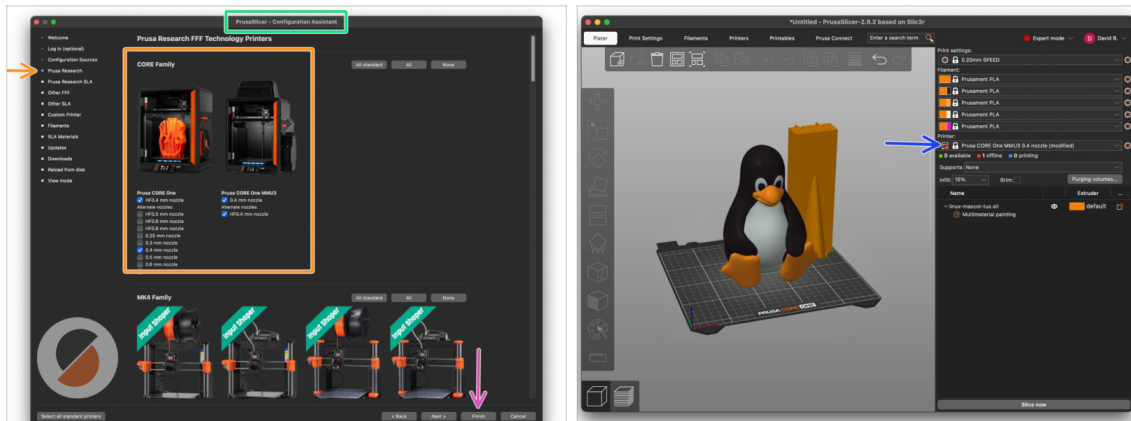 PrusaSlicer - Configuration Assistant
Welcome
Log in (optional)
Configuration Sources
Prusa Research
Prusa Research SLA
Other FFF
Other SLA
Custom Printer
Filaments
SLA Materials
Updates
Downloads
Reload from disk
View mode
Prusa Research FFF Technology Printers
CORE Family
All standard
All
None
Prusa CORE One
HF0.4 mm nozzle
Alternate nozzles:
HF0.5 mm nozzle
HF0.6 mm nozzle
HF0.8 mm nozzle
0.25 mm nozzle
0.3 mm nozzle
0.4 mm nozzle
0.5 mm nozzle
0.6 mm nozzle
Prusa CORE One MMU3
0.4 mm nozzle
Alternate nozzles:
HF0.4 mm nozzle
MK4 Family
All standard
All
None
Input Shaper
Input Shaper
Input Shaper
Input Shaper
Select all standard printers
< Back
Next >
Finish
Cancel
*Untitled - PrusaSlicer-2.9.2 based on Slic3r
Plater
Print Settings
Filaments
Printers
Printables
Prusa Connect
Enter a search term
Expert mode
D
David B.
Print settings:
0.20mm SPEED
Filament:
Prusament PLA
Prusament PLA
Prusament PLA
Prusament PLA
Prusament PLA
Printer:
Prusa CORE One MMU3 0.4 nozzle (modified)
0 available
1 offline
0 printing
Supports: None
Infill: 15%
Brim:
Purging volumes...
Name
Extruder
...
linux-mascot-tux.stl
default
Multimaterial painting
PRUSA CORE ONE
Slice now